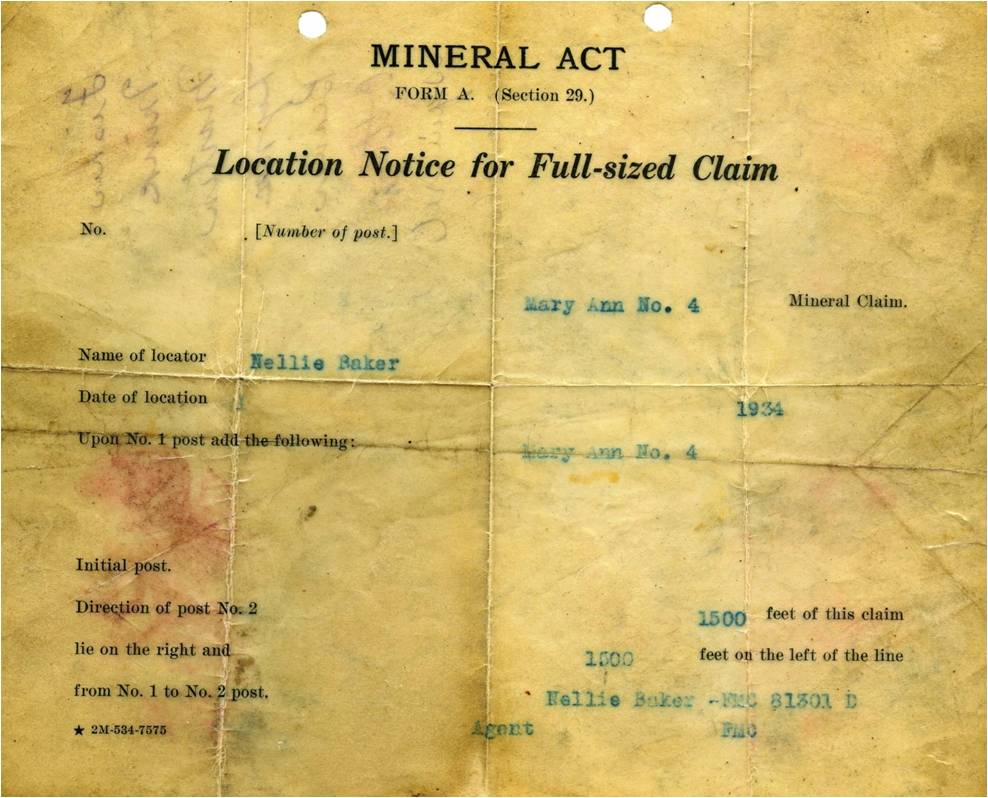 MINERAL ACT
FORM A. (Section 29.)
Location Notice for Full-sized Claim
No. [Number of post.]
Mary Ann No. 4 Mineral Claim.
Name of locator Nellie Baker
Date of location 1934
Upon No. 1 post add the following:
Mary Ann No. 4
Initial post.
Direction of post No. 2 1500 feet of this claim
lie on the right and 1500 feet on the left of the line
from No. 1 to No. 2 post. Nellie Baker -FMC 81301 D
★ 2M-534-7575 Agent FMC